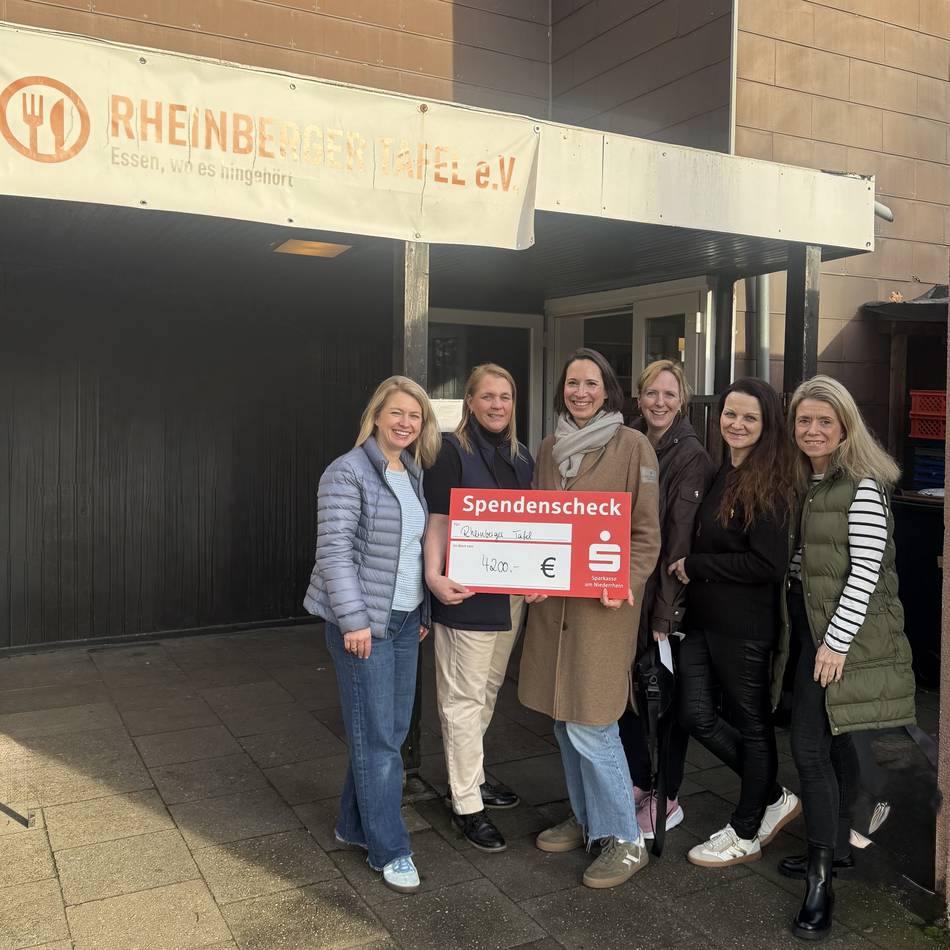 RHEINBERGER TAFEL e.V.
Essen, wo es hingehört
Spendenscheck
Rheinberger Tafel
4200.- €
Sparkasse
am Niederrhein